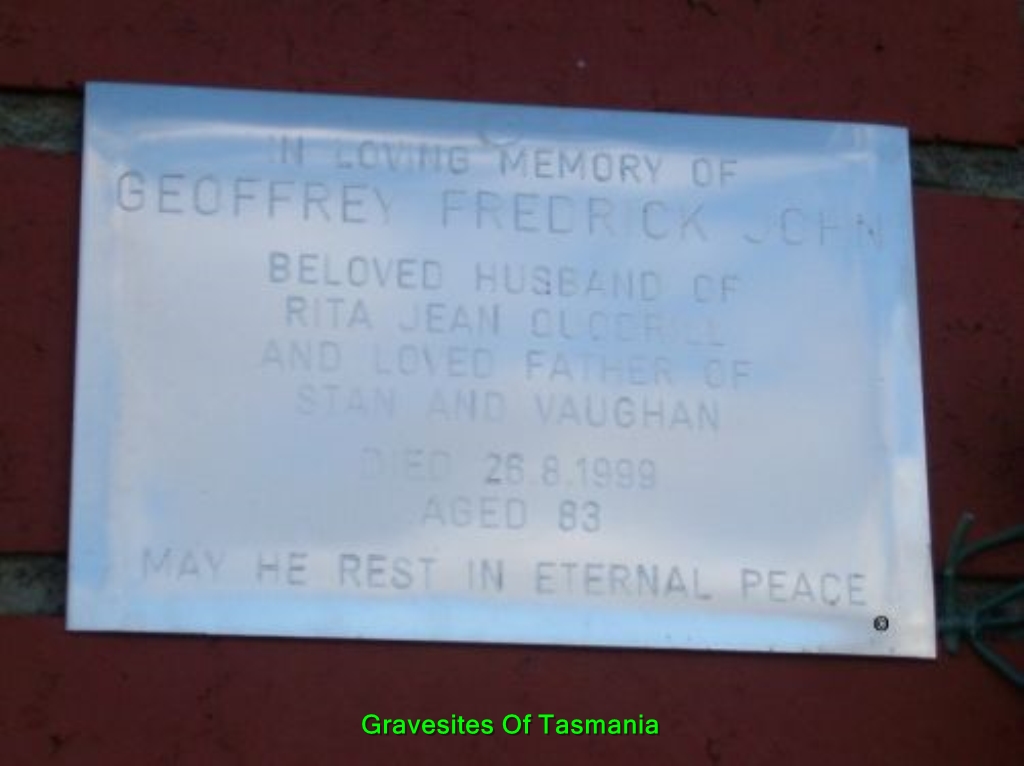 IN LOVING MEMORY OF
GEOFFREY FREDRICK JOHN
BELOVED HUSBAND OF
RITA JEAN
AND LOVED FATHER OF
STAN AND VAUGHAN
DIED 26.8.1999
AGED 83
MAY HE REST IN ETERNAL PEACE
©
Gravesites Of Tasmania